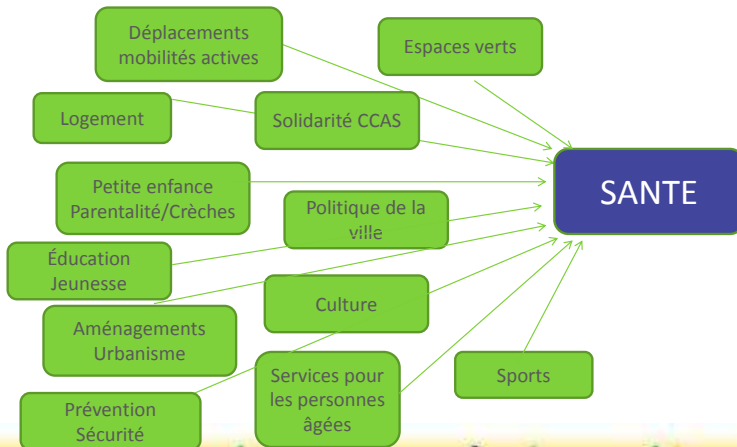 Déplacements
mobilités actives
Espaces verts
Logement
Solidarité CCAS
SANTE
Petite enfance
Parentalité/Crèches
Politique de la
ville
Éducation
Jeunesse
Culture
Aménagements
Urbanisme
Services pour
les personnes
âgées
Sports
Prévention
Sécurité